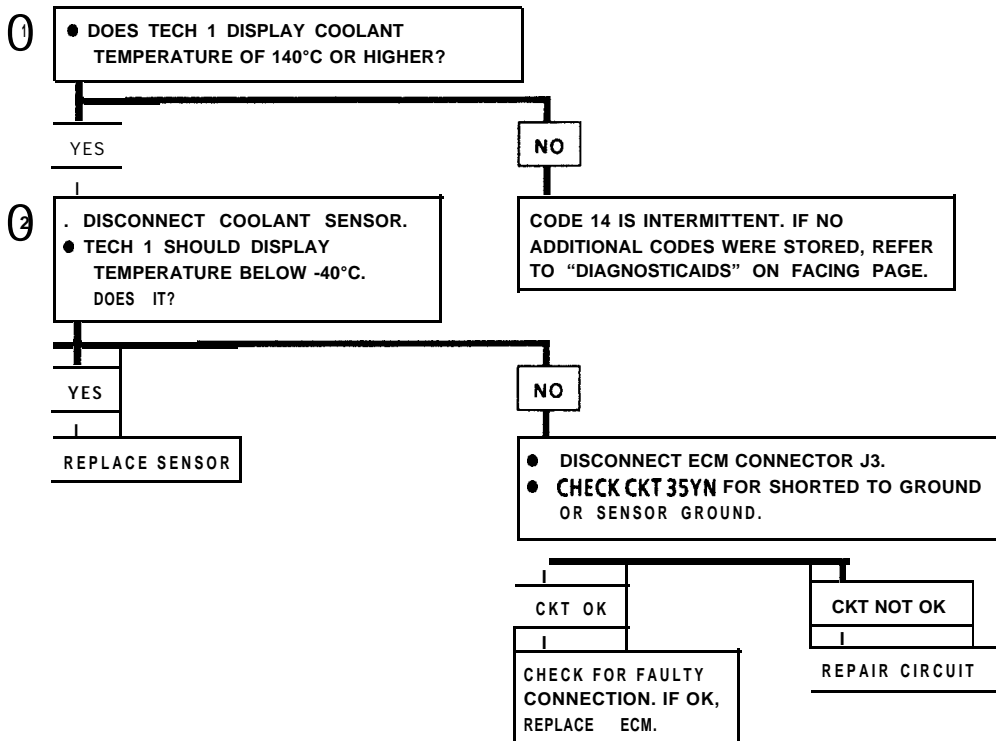 1
● DOES TECH 1 DISPLAY COOLANT
TEMPERATURE OF 140°C OR HIGHER?
YES
NO
2
. DISCONNECT COOLANT SENSOR.
● TECH 1 SHOULD DISPLAY
TEMPERATURE BELOW -40°C.
DOES IT?
CODE 14 IS INTERMITTENT. IF NO
ADDITIONAL CODES WERE STORED, REFER
TO “DIAGNOSTICAIDS” ON FACING PAGE.
YES
NO
REPLACE SENSOR
● DISCONNECT ECM CONNECTOR J3.
● CHECK CKT 35YN FOR SHORTED TO GROUND
OR SENSOR GROUND.
CKT OK
CKT NOT OK
CHECK FOR FAULTY
CONNECTION. IF OK,
REPLACE ECM.
REPAIR CIRCUIT